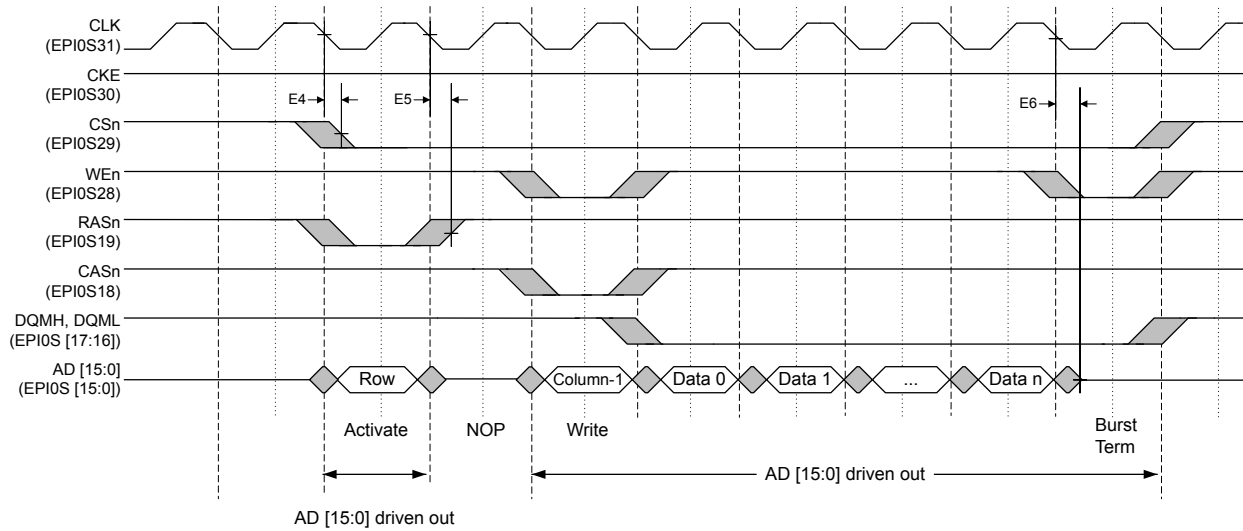 CLK
(EPI0S31)
CKE
(EPI0S30)
E4
E5
E6
CSn
(EPI0S29)
WEn
(EPI0S28)
RASn
(EPI0S19)
CASn
(EPI0S18)
DQMH, DQML
(EPI0S [17:16])
AD [15:0]
(EPI0S [15:0])
Row
Column-1
Data 0
Data 1
...
Data n
Activate
NOP
Write
Burst
Term
AD [15:0] driven out
AD [15:0] driven out